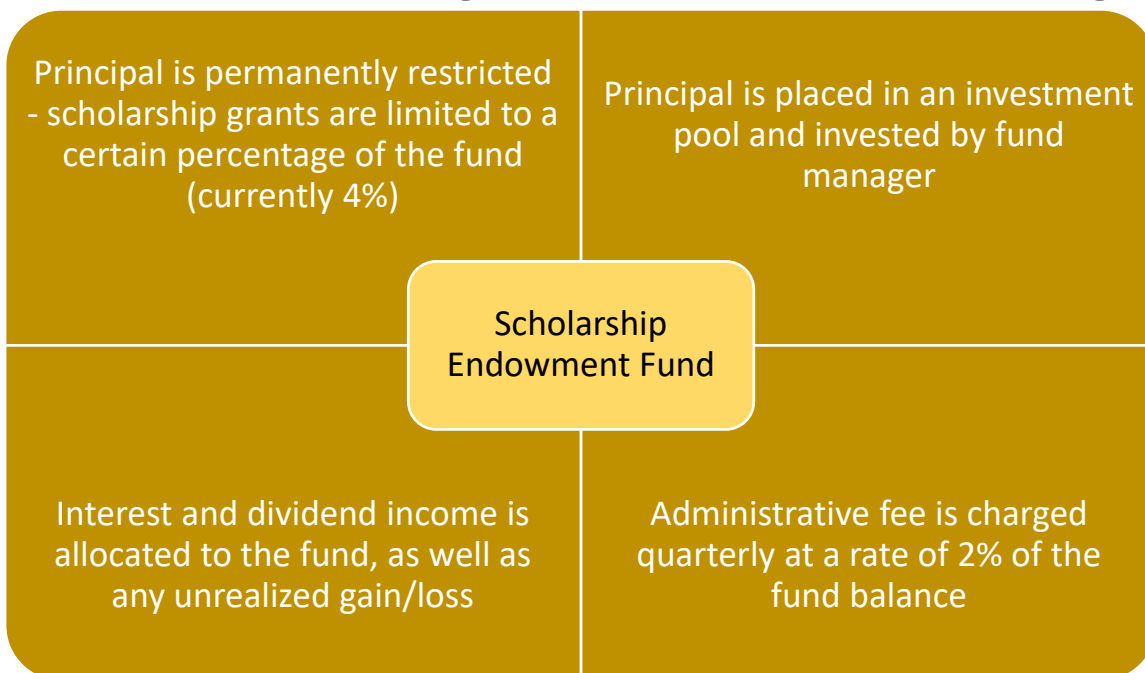 Principal is permanently restricted
- scholarship grants are limited to a
certain percentage of the fund
(currently 4%)
Principal is placed in an investment
pool and invested by fund
manager
Scholarship
Endowment Fund
Interest and dividend income is
allocated to the fund, as well as
any unrealized gain/loss
Administrative fee is charged
quarterly at a rate of 2% of the
fund balance